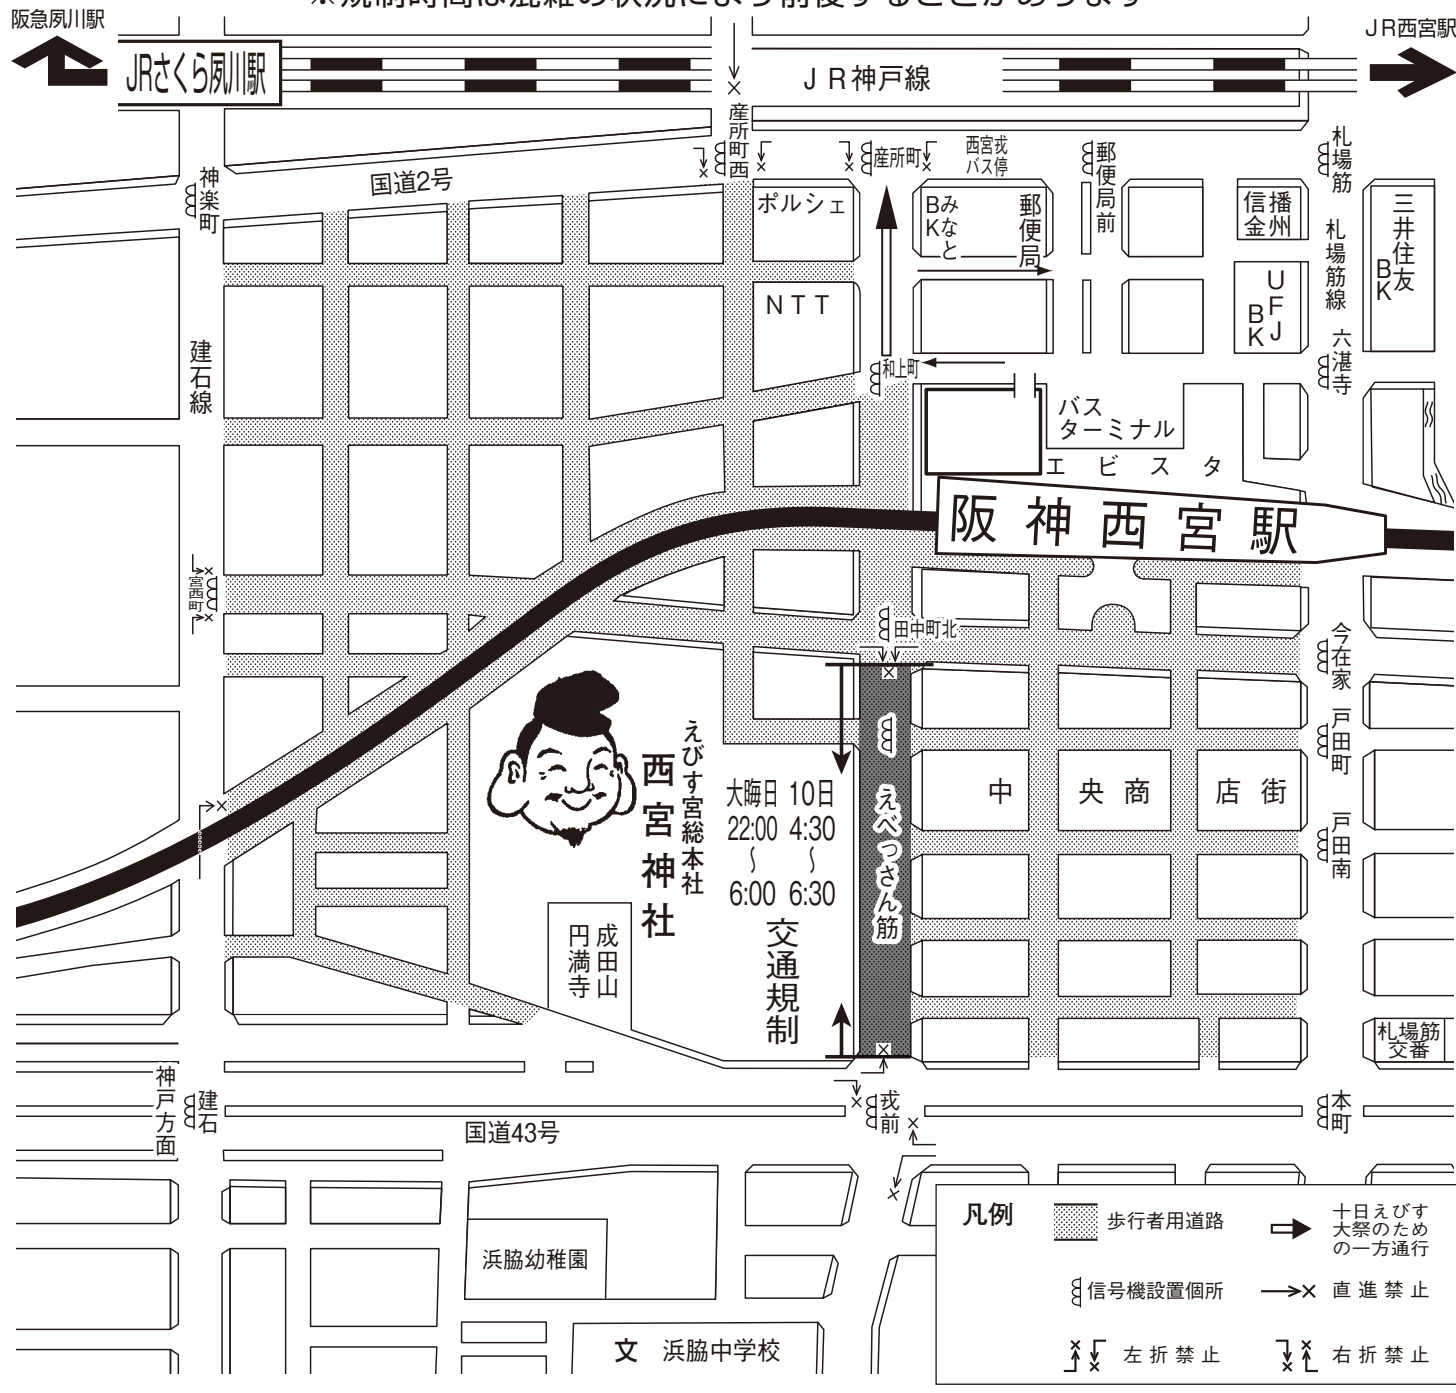 ※規制時間は混雑の状況により前後することがあります
阪急夙川駅
JRさくら夙川駅
JR神戸線
JR西宮駅
産所町西
産所町
西宮戎
バス停
郵便局前
札場筋
神楽町
国道2号
ポルシェ
みなと
BK
郵便局
播州
信金
札場筋線
三井住友
BK
NTT
UFJ
BK
六湛寺
建石線
和上町
バス
ターミナル
エビスタ
阪神西宮駅
宮西町
田中町北
今在家
えびす宮総本社
西宮神社
大晦日
22:00
〜
6:00
10日
4:30
〜
6:30
交通規制
えべっさん筋
中央商店街
戸田町
戸田南
成田山
円満寺
札場筋
交番
神戸方面
建石
国道43号
戎前
本町
浜脇幼稚園
文 浜脇中学校
凡例
歩行者用道路
十日えびす
大祭のため
の一方通行
信号機設置個所
直進禁止
左折禁止
右折禁止